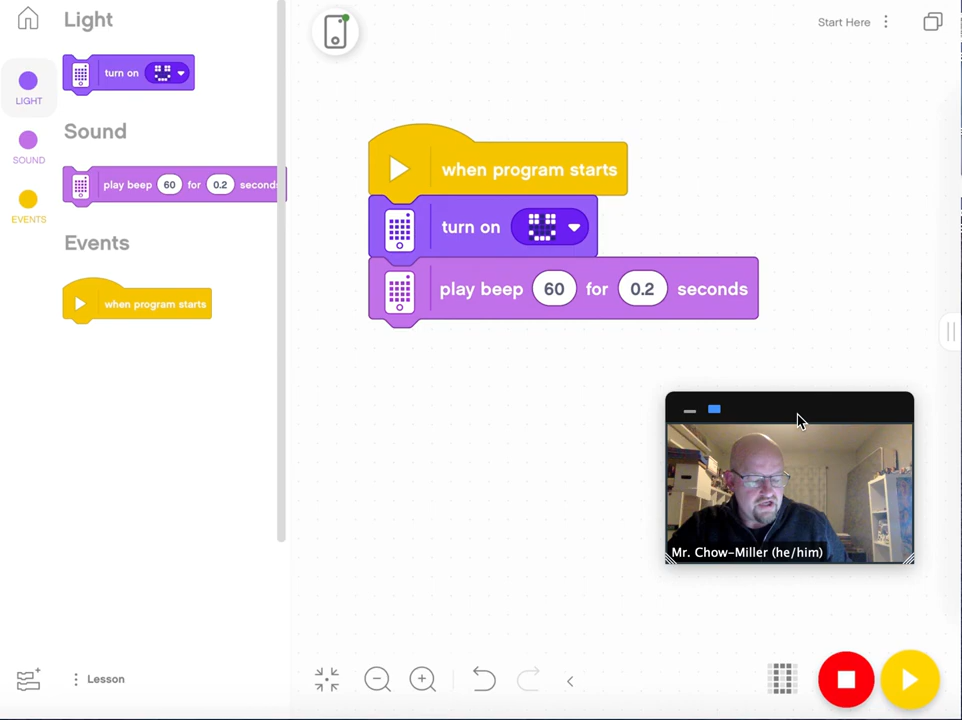 Light
Start Here
turn on
LIGHT
Sound
SOUND
play beep 60 for 0.2 seconds
EVENTS
Events
when program starts
when program starts
turn on
play beep 60 for 0.2 seconds
Mr. Chow-Miller (he/him)
Lesson